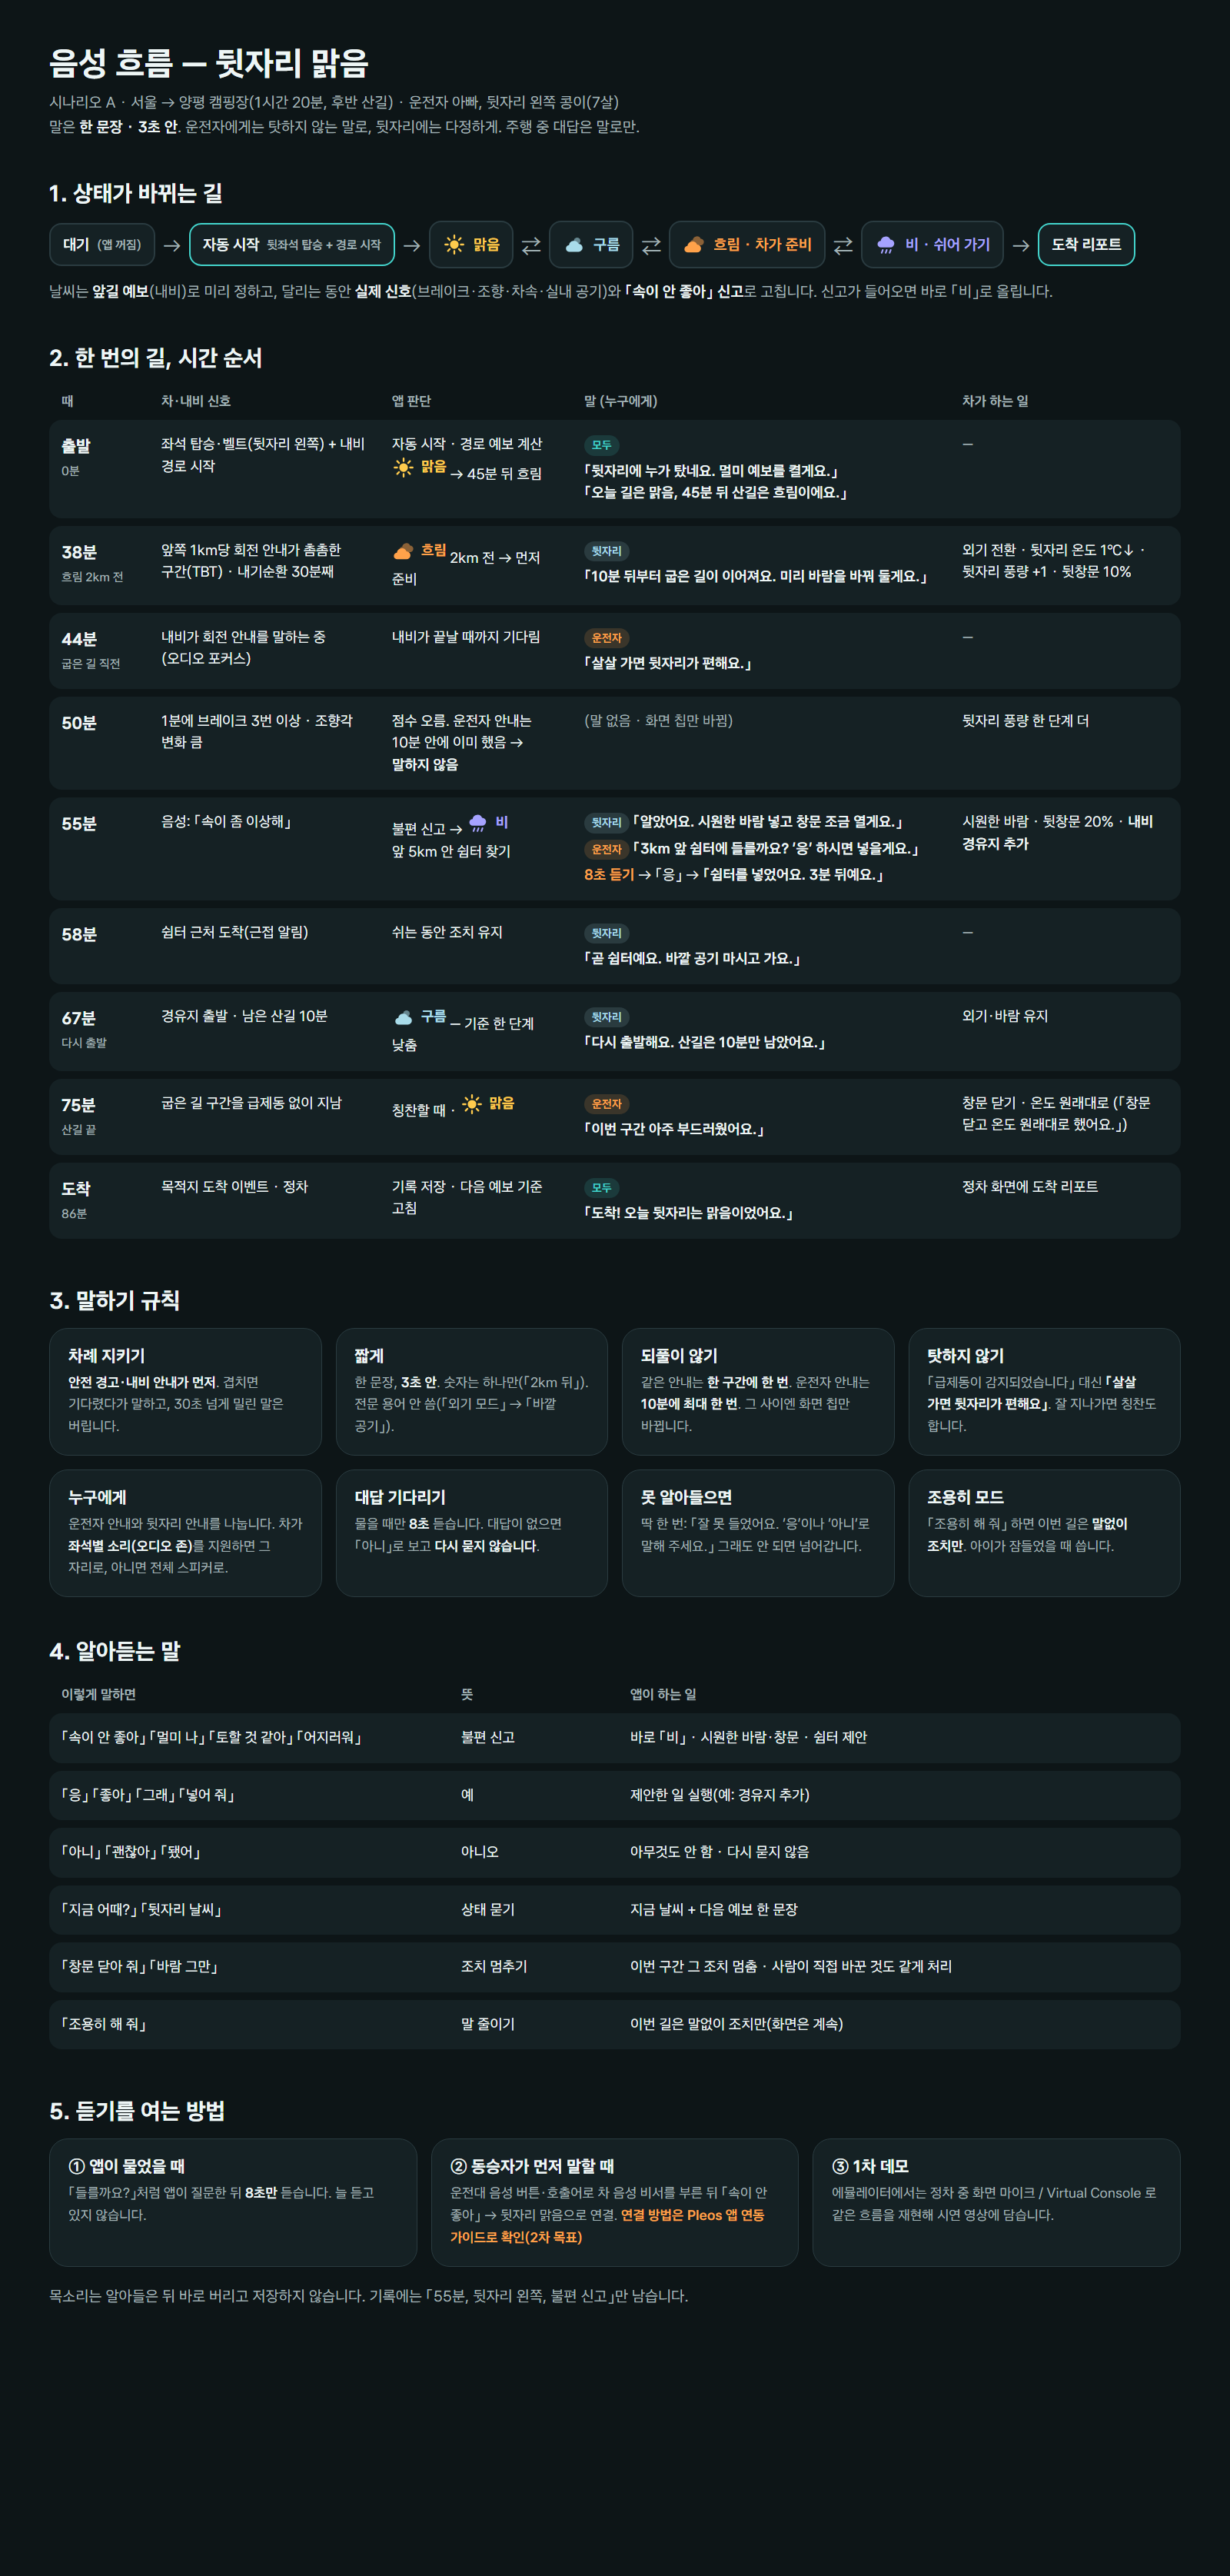 음성 흐름 — 뒷자리 맑음
시나리오 A · 서울 → 양평 캠핑장(1시간 20분, 후반 산길) · 운전자 아빠, 뒷자리 왼쪽 콩이(7살)
말은 한 문장 · 3초 안. 운전자에게는 탓하지 않는 말로, 뒷자리에는 다정하게. 주행 중 대답은 말로만.
1. 상태가 바뀌는 길
대기 (앱 꺼짐) → 자동 시작 뒷좌석 탑승 + 경로 시작 → 맑음 ⇄ 구름 ⇄ 흐림 · 차가 준비 ⇄ 비 · 쉬어 가기 → 도착 리포트
날씨는 앞길 예보(내비)로 미리 정하고, 달리는 동안 실제 신호(브레이크·조향·차속·실내 공기)와 「속이 안 좋아」 신고로 고칩니다. 신고가 들어오면 바로 「비」로 올립니다.
2. 한 번의 길, 시간 순서
때 차·내비 신호 앱 판단 말 (누구에게) 차가 하는 일
출발
0분
좌석 탑승·벨트(뒷자리 왼쪽) + 내비
경로 시작
자동 시작 · 경로 예보 계산
맑음 → 45분 뒤 흐림
모두
「뒷자리에 누가 탔네요. 멀미 예보를 켤게요.」
「오늘 길은 맑음, 45분 뒤 산길은 흐림이에요.」
—
38분
흐림 2km 전
앞쪽 1km당 회전 안내가 촘촘한
구간(TBT) · 내기순환 30분째
흐림 2km 전 → 먼저
준비
뒷자리
「10분 뒤부터 굽은 길이 이어져요. 미리 바람을 바꿔 둘게요.」
외기 전환 · 뒷자리 온도 1℃↓ ·
뒷자리 풍량 +1 · 뒷창문 10%
44분
굽은 길 직전
내비가 회전 안내를 말하는 중
(오디오 포커스)
내비가 끝날 때까지 기다림
운전자
「살살 가면 뒷자리가 편해요.」
—
50분
1분에 브레이크 3번 이상 · 조향각
변화 큼
점수 오름. 운전자 안내는
10분 안에 이미 했음 →
말하지 않음
(말 없음 · 화면 칩만 바뀜)
뒷자리 풍량 한 단계 더
55분
음성: 「속이 좀 이상해」
불편 신고 → 비
앞 5km 안 쉼터 찾기
뒷자리 「알았어요. 시원한 바람 넣고 창문 조금 열게요.」
운전자 「3km 앞 쉼터에 들를까요? ‘응’ 하시면 넣을게요.」
8초 듣기 → 「응」 → 「쉼터를 넣었어요. 3분 뒤예요.」
시원한 바람 · 뒷창문 20% · 내비
경유지 추가
58분
쉼터 근처 도착(근접 알림)
쉬는 동안 조치 유지
뒷자리
「곧 쉼터예요. 바깥 공기 마시고 가요.」
—
67분
다시 출발
경유지 출발 · 남은 산길 10분
구름 — 기준 한 단계
낮춤
뒷자리
「다시 출발해요. 산길은 10분만 남았어요.」
외기·바람 유지
75분
산길 끝
굽은 길 구간을 급제동 없이 지남
칭찬할 때 · 맑음
운전자
「이번 구간 아주 부드러웠어요.」
창문 닫기 · 온도 원래대로 (「창문
닫고 온도 원래대로 했어요.」)
도착
86분
목적지 도착 이벤트 · 정차
기록 저장 · 다음 예보 기준
고침
모두
「도착! 오늘 뒷자리는 맑음이었어요.」
정차 화면에 도착 리포트
3. 말하기 규칙
차례 지키기
안전 경고·내비 안내가 먼저. 겹치면
기다렸다가 말하고, 30초 넘게 밀린 말은
버립니다.
짧게
한 문장, 3초 안. 숫자는 하나만(「2km 뒤」).
전문 용어 안 씀(「외기 모드」 → 「바깥
공기」).
되풀이 않기
같은 안내는 한 구간에 한 번. 운전자 안내는
10분에 최대 한 번. 그 사이엔 화면 칩만
바뀝니다.
탓하지 않기
「급제동이 감지되었습니다」 대신 「살살
가면 뒷자리가 편해요」. 잘 지나가면 칭찬도
합니다.
누구에게
운전자 안내와 뒷자리 안내를 나눕니다. 차가
좌석별 소리(오디오 존)를 지원하면 그
자리로, 아니면 전체 스피커로.
대답 기다리기
물을 때만 8초 듣습니다. 대답이 없으면
「아니」로 보고 다시 묻지 않습니다.
못 알아들으면
딱 한 번: 「잘 못 들었어요. ‘응’이나 ‘아니’로
말해 주세요.」 그래도 안 되면 넘어갑니다.
조용히 모드
「조용히 해 줘」 하면 이번 길은 말없이
조치만. 아이가 잠들었을 때 씁니다.
4. 알아듣는 말
이렇게 말하면 뜻 앱이 하는 일
「속이 안 좋아」 「멀미 나」 「토할 것 같아」 「어지러워」 불편 신고 바로 「비」 · 시원한 바람·창문 · 쉼터 제안
「응」 「좋아」 「그래」 「넣어 줘」 예 제안한 일 실행(예: 경유지 추가)
「아니」 「괜찮아」 「됐어」 아니오 아무것도 안 함 · 다시 묻지 않음
「지금 어때?」 「뒷자리 날씨」 상태 묻기 지금 날씨 + 다음 예보 한 문장
「창문 닫아 줘」 「바람 그만」 조치 멈추기 이번 구간 그 조치 멈춤 · 사람이 직접 바꾼 것도 같게 처리
「조용히 해 줘」 말 줄이기 이번 길은 말없이 조치만(화면은 계속)
5. 듣기를 여는 방법
① 앱이 물었을 때
「들를까요?」처럼 앱이 질문한 뒤 8초만 듣습니다. 늘 듣고
있지 않습니다.
② 동승자가 먼저 말할 때
운전대 음성 버튼·호출어로 차 음성 비서를 부른 뒤 「속이 안
좋아」 → 뒷자리 맑음으로 연결. 연결 방법은 Pleos 앱 연동
가이드로 확인(2차 목표)
③ 1차 데모
에뮬레이터에서는 정차 중 화면 마이크 / Virtual Console 로
같은 흐름을 재현해 시연 영상에 담습니다.
목소리는 알아들은 뒤 바로 버리고 저장하지 않습니다. 기록에는 「55분, 뒷자리 왼쪽, 불편 신고」만 남습니다.